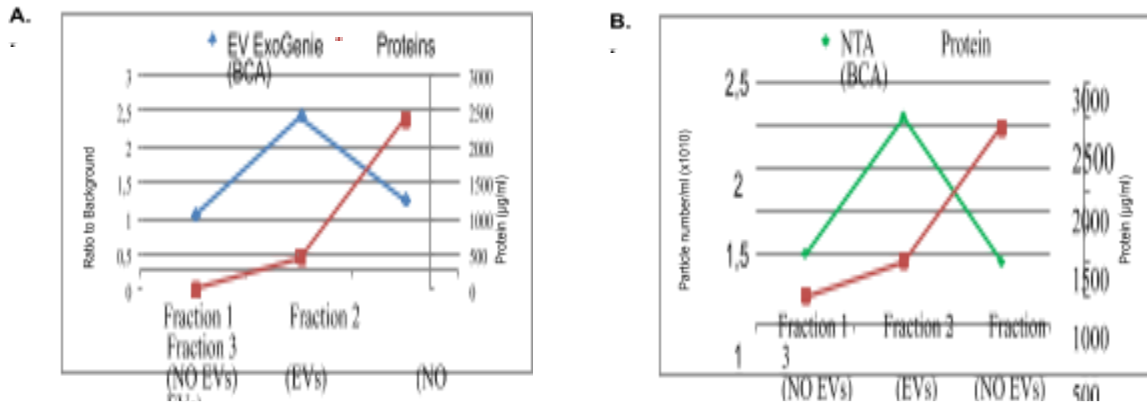 A.
EV ExoGenie Proteins
(BCA)
3
2,5
2
1,5
1
0,5
0
Ratio to Background
3000
2500
2000
1500
1000
500
0
Protein (µg/ml)
Fraction 1 Fraction 2
Fraction 3
(NO EVs) (EVs) (NO
EVs)
B.
NTA Protein
(BCA)
2,5
2
1,5
1
Particle number/ml (x1010)
3000
2500
2000
1500
1000
500
Protein (µg/ml)
Fraction 1 Fraction 2 Fraction
3
(NO EVs) (EVs) (NO EVs)